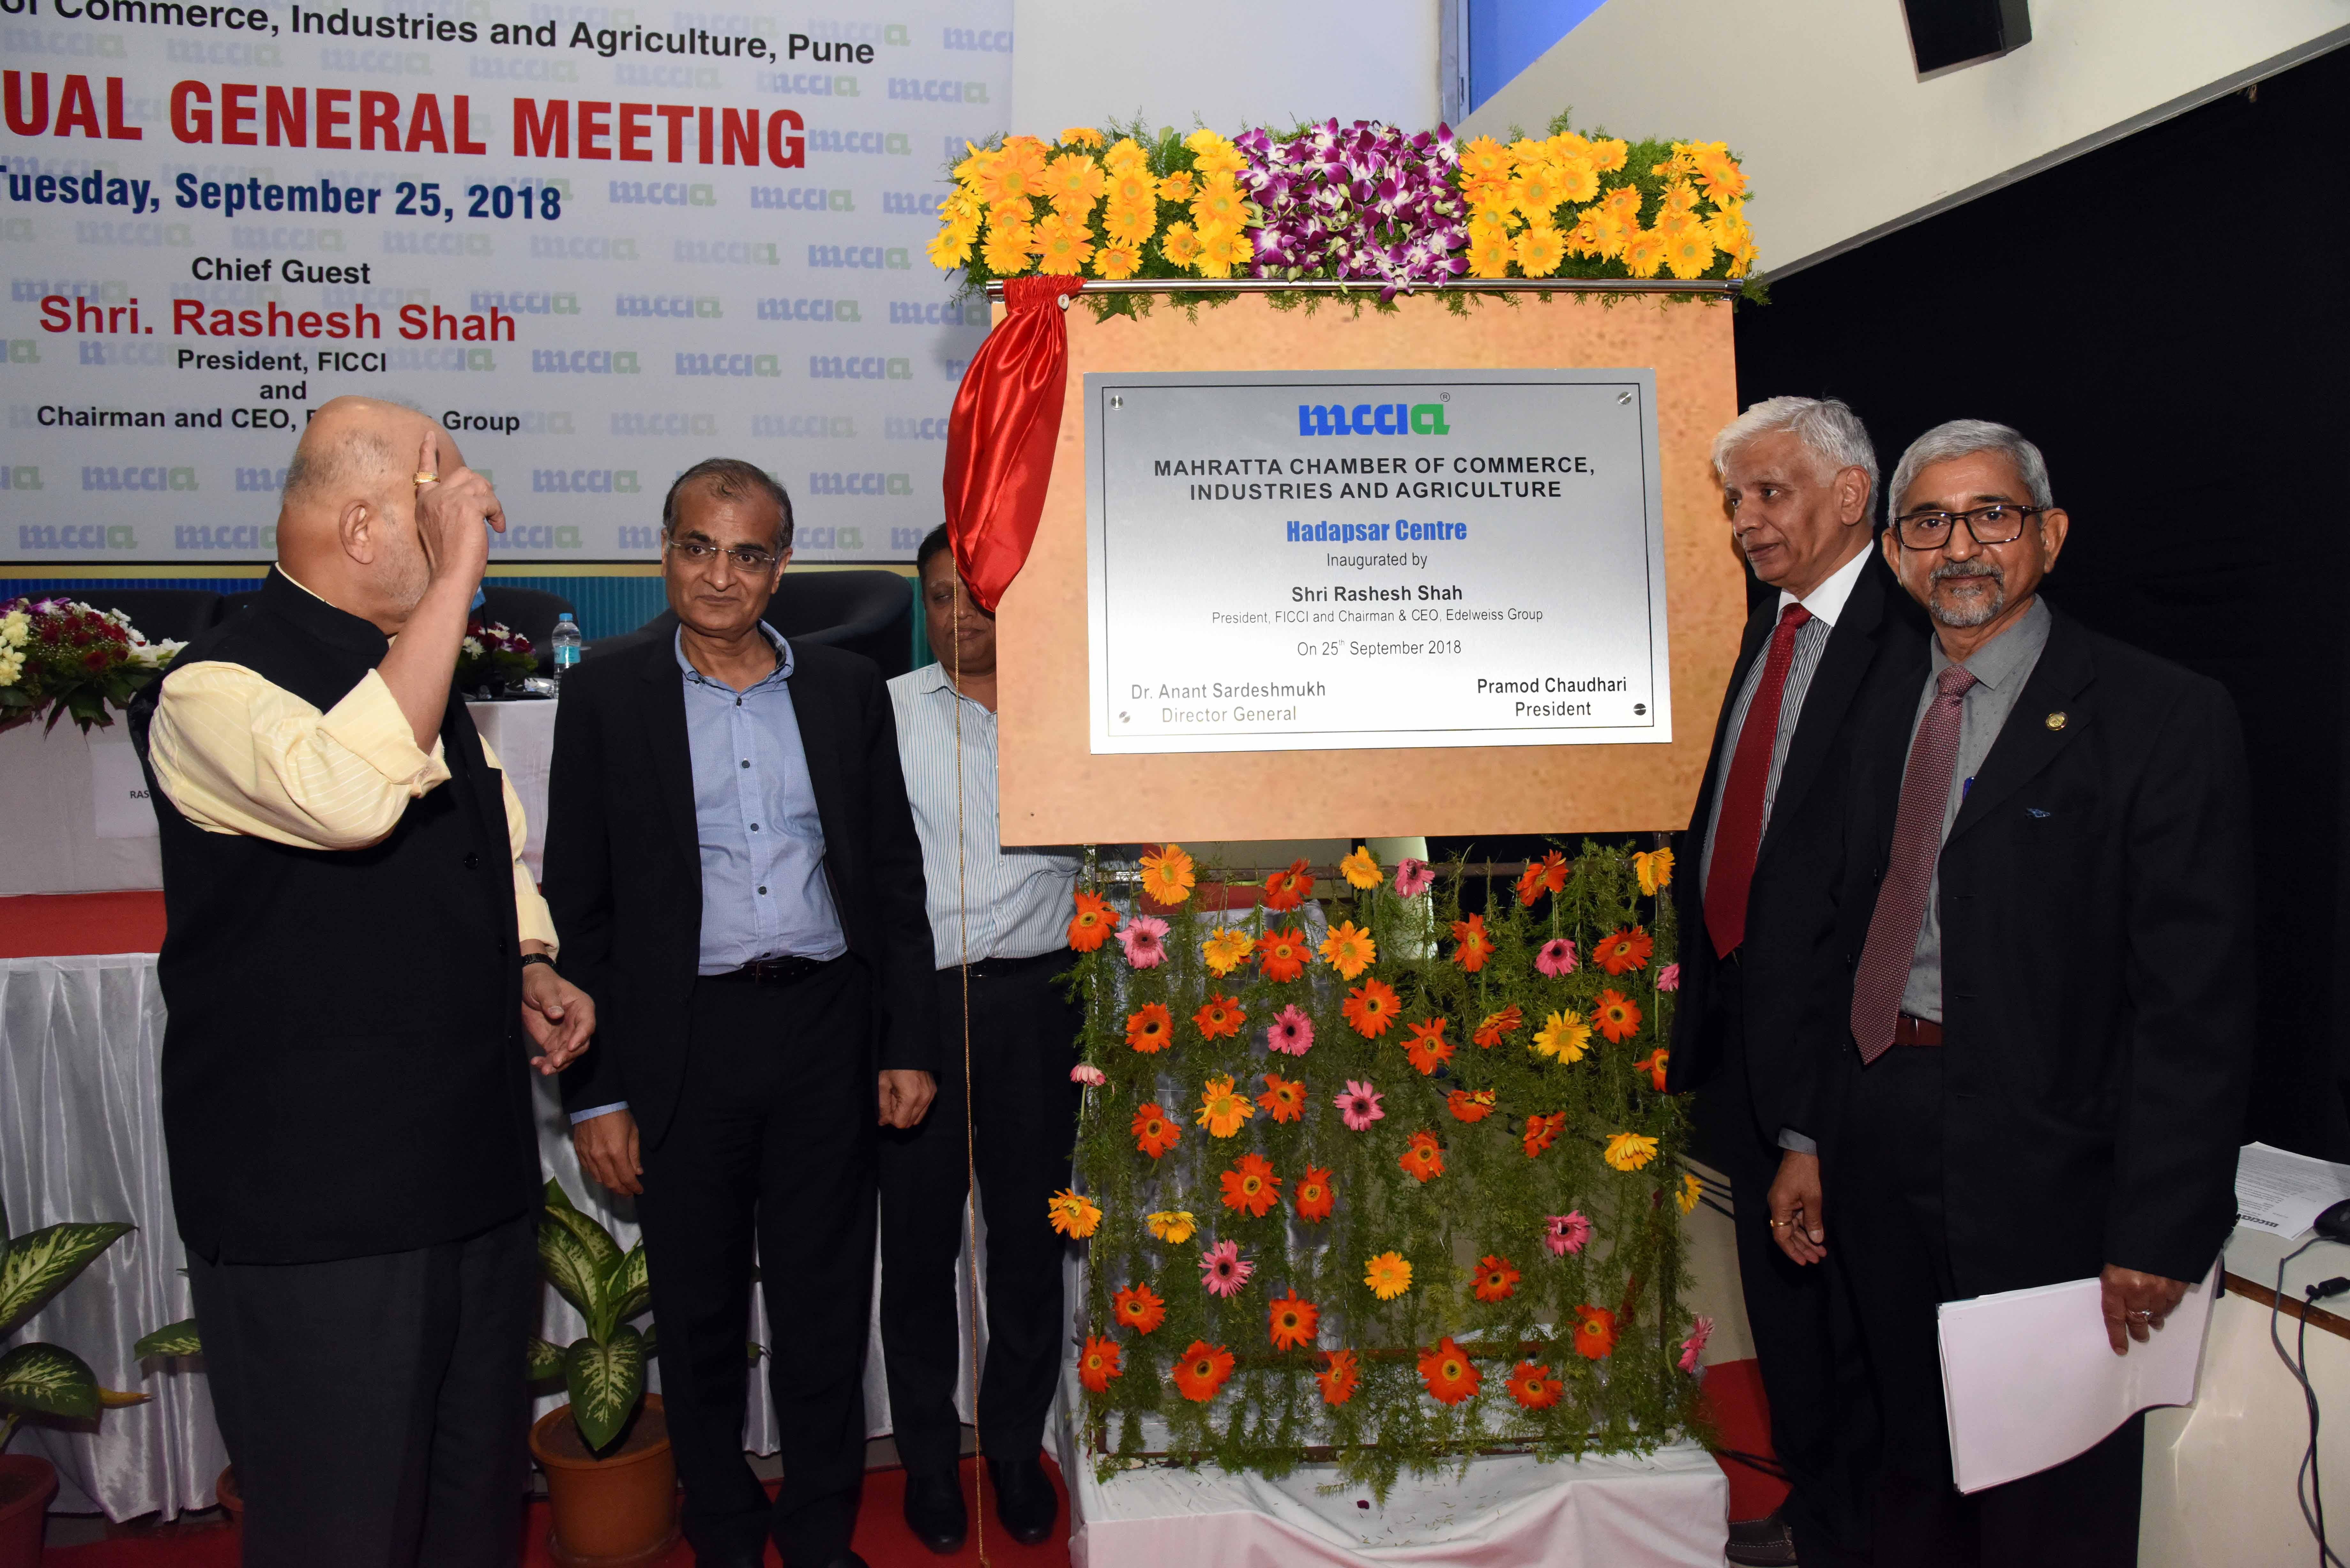 of Commerce, Industries and Agriculture, Pune
UAL GENERAL MEETING
Tuesday, September 25, 2018
Chief Guest
Shri. Rashesh Shah
President, FICCI
and
Chairman and CEO, Group
mccia
RAS
mccia®
MAHRATTA CHAMBER OF COMMERCE,
INDUSTRIES AND AGRICULTURE
Hadapsar Centre
Inaugurated by
Shri Rashesh Shah
President, FICCI and Chairman & CEO, Edelweiss Group
On 25th September 2018
Dr. Anant Sardeshmukh
Director General
Pramod Chaudhari
President